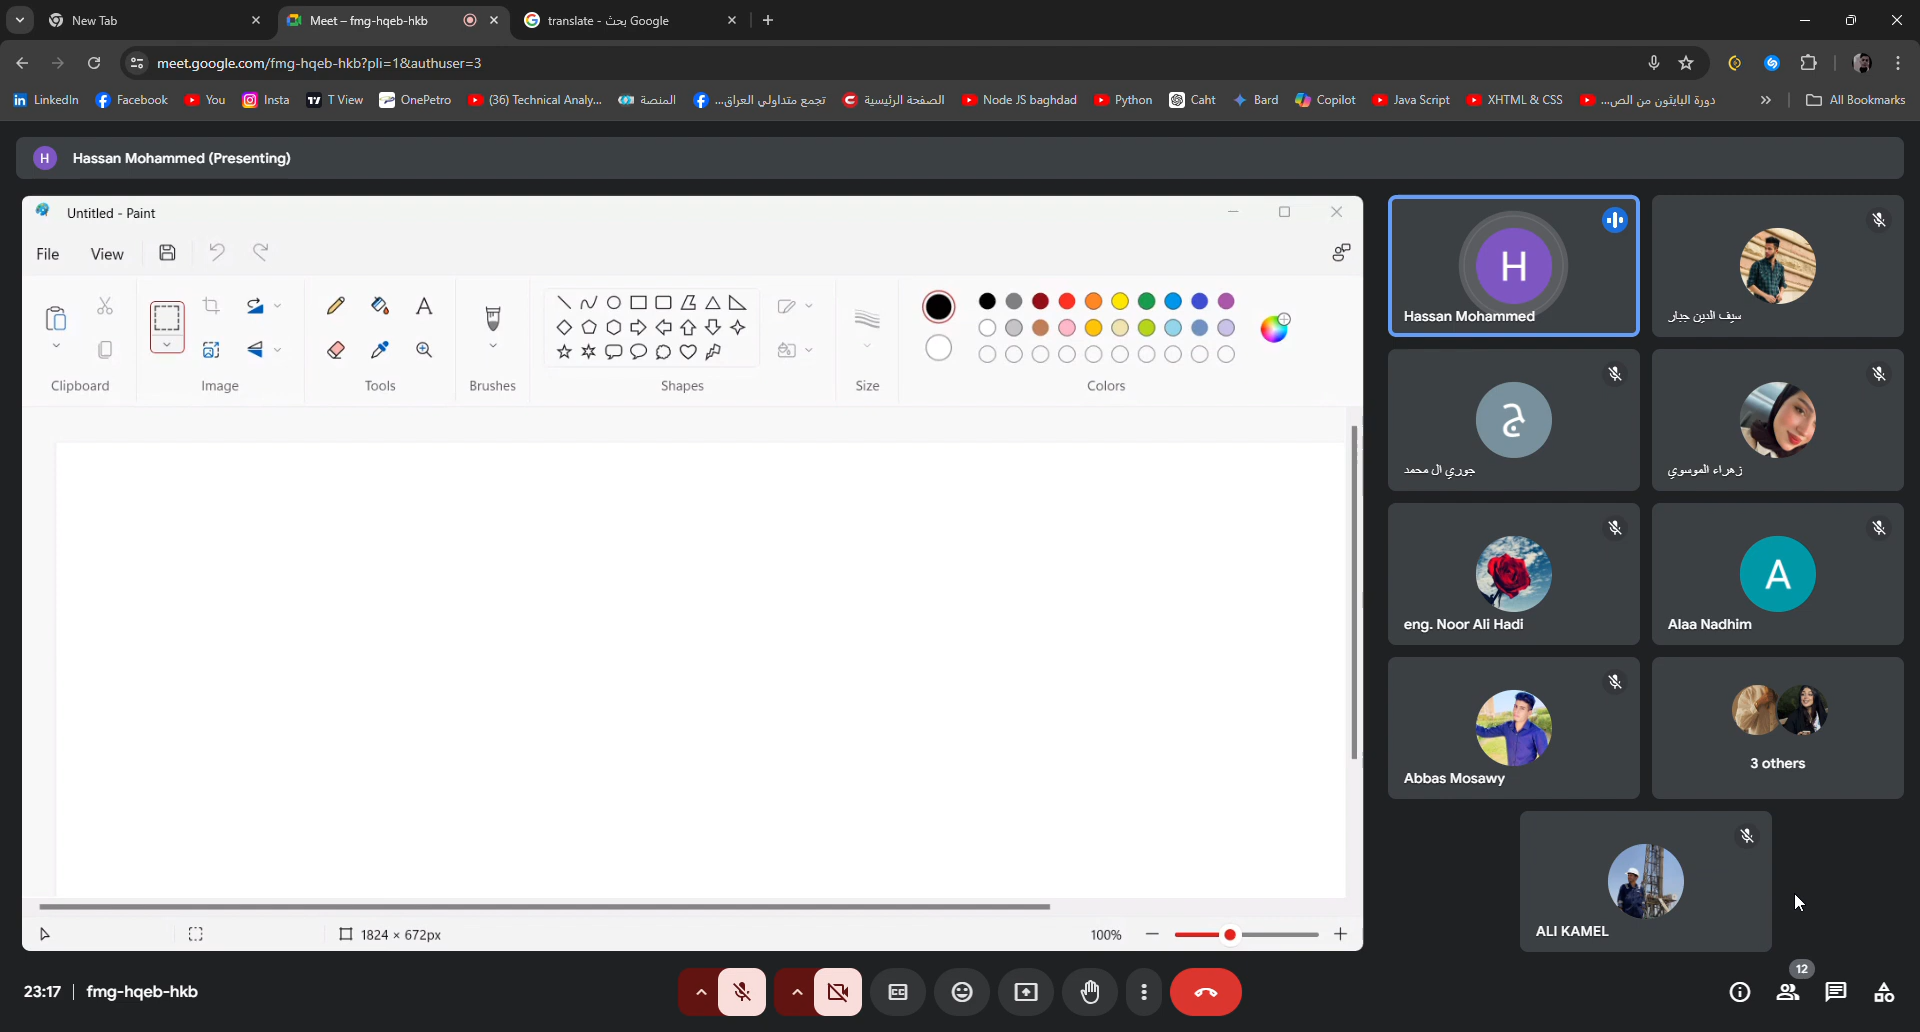 New Tab
Meet – fmg-hqeb-hkb
translate - بحث Google
meet.google.com/fmg-hqeb-hkb?pli=1&authuser=3
LinkedIn
Facebook
You
Insta
T View
OnePetro
(36) Technical Analy...
المنصة
تجمع متداولي العراق...
الصفحة الرئيسية
Node JS baghdad
Python
Caht
Bard
Copilot
Java Script
XHTML & CSS
دورة البايثون من الص...
All Bookmarks
H
Hassan Mohammed (Presenting)
Untitled - Paint
File
View
Clipboard
Image
Tools
Brushes
Shapes
Size
Colors
1824 × 672px
100%
H
Hassan Mohammed
سيف الدين جبار
ج
جوري ال محمد
زهراء الموسوي
eng. Noor Ali Hadi
A
Alaa Nadhim
Abbas Mosawy
3 others
ALI KAMEL
23:17 | fmg-hqeb-hkb
12